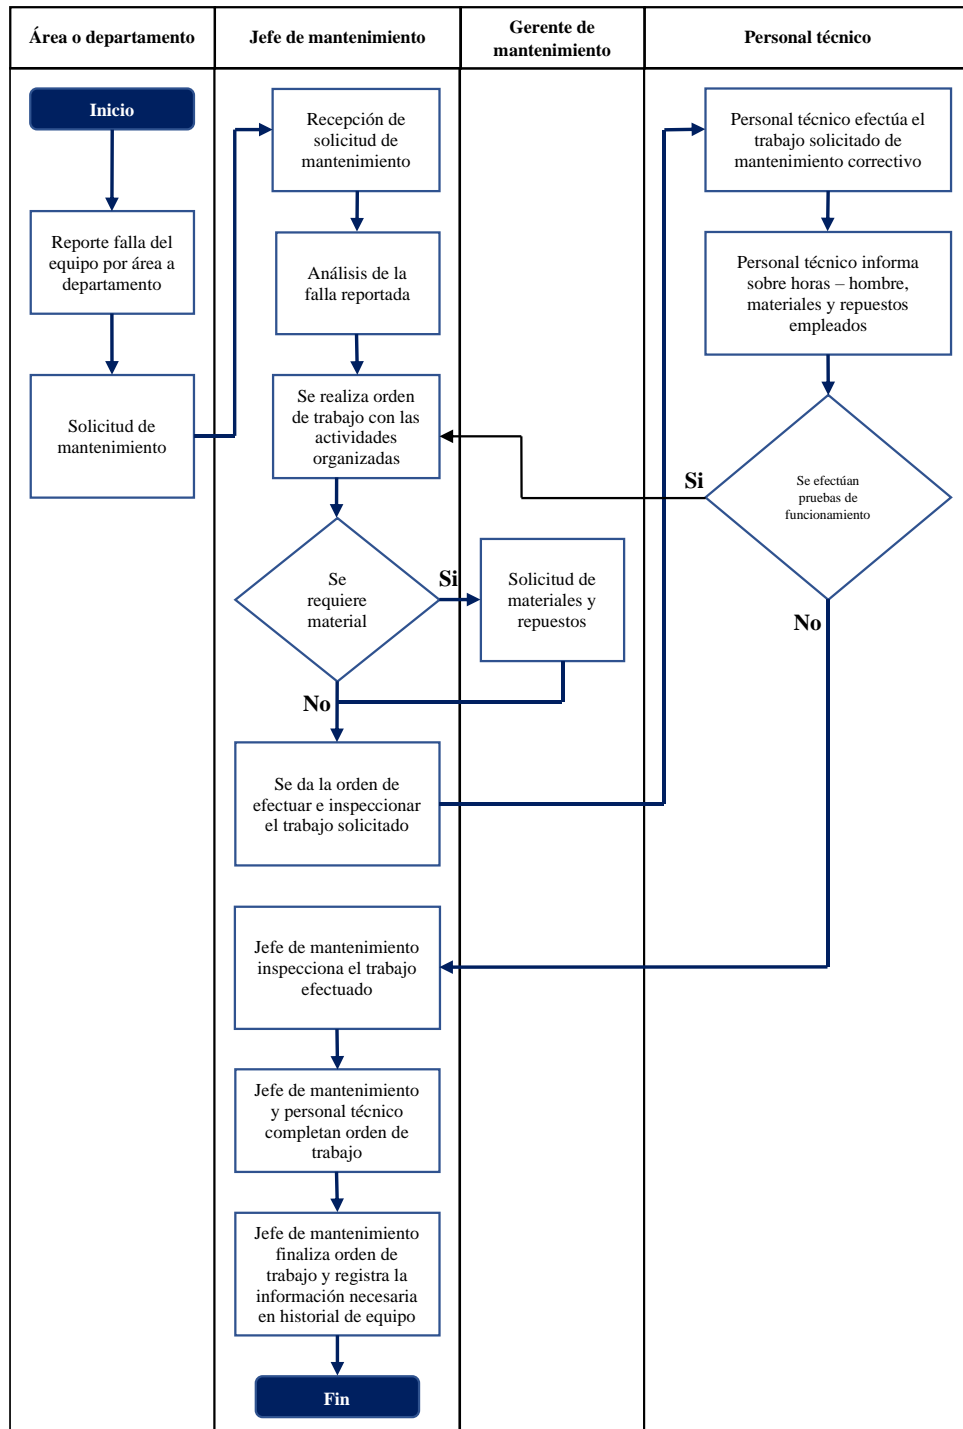 Área o departamento
Jefe de mantenimiento
Gerente de
mantenimiento
Personal técnico
Inicio
Reporte falla del
equipo por área a
departamento
Solicitud de
mantenimiento
Recepción de
solicitud de
mantenimiento
Análisis de la
falla reportada
Se realiza orden
de trabajo con las
actividades
organizadas
Se
requiere
material
Si
No
Solicitud de
materiales y
repuestos
Se da la orden de
efectuar e inspeccionar
el trabajo solicitado
Personal técnico efectúa el
trabajo solicitado de
mantenimiento correctivo
Personal técnico informa
sobre horas – hombre,
materiales y repuestos
empleados
Se efectúan
pruebas de
funcionamiento
Si
No
Jefe de mantenimiento
inspecciona el trabajo
efectuado
Jefe de mantenimiento
y personal técnico
completan orden de
trabajo
Jefe de mantenimiento
finaliza orden de
trabajo y registra la
información necesaria
en historial de equipo
Fin